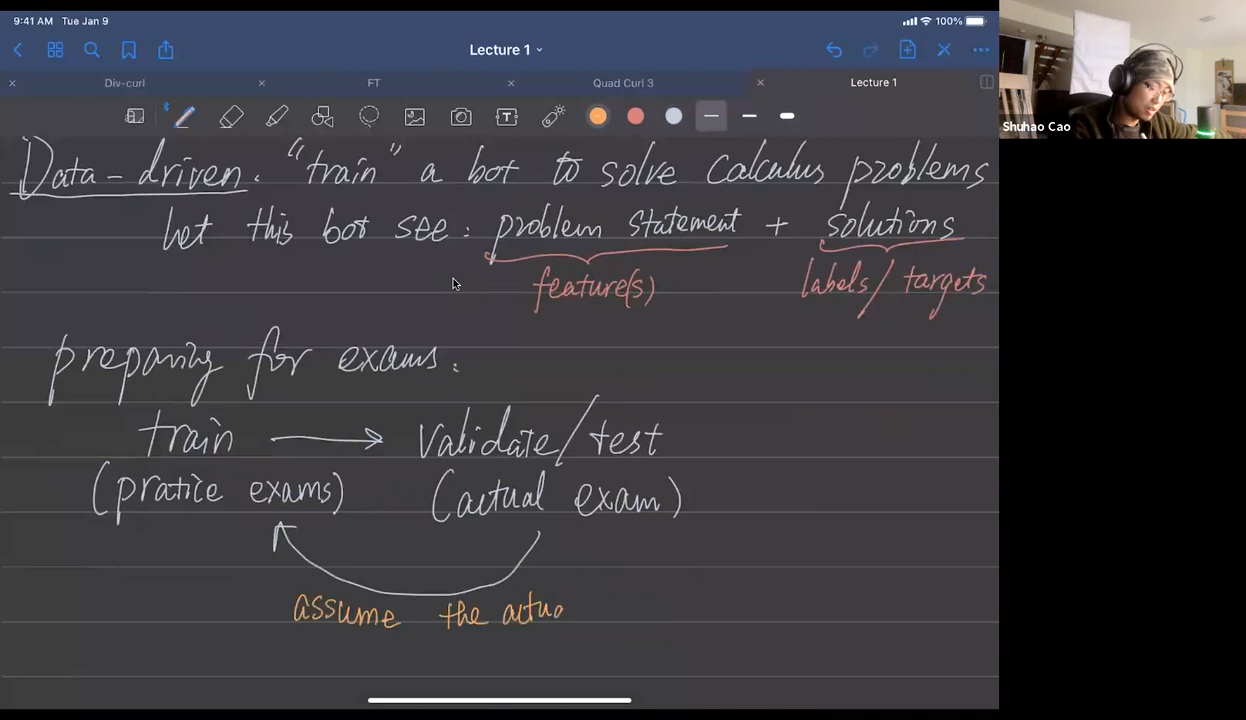 9:41 AM Tue Jan 9
100%
Lecture 1
Div-curl
FT
Quad Curl 3
Lecture 1
Shuhao Cao
Data-driven. "train" a bot to solve Calculus problems
Let this bot see: problem statement + solutions
feature(s) labels/targets
preparing for exams:
train → validate/test
(pratice exams) (actual exam)
assume the actua